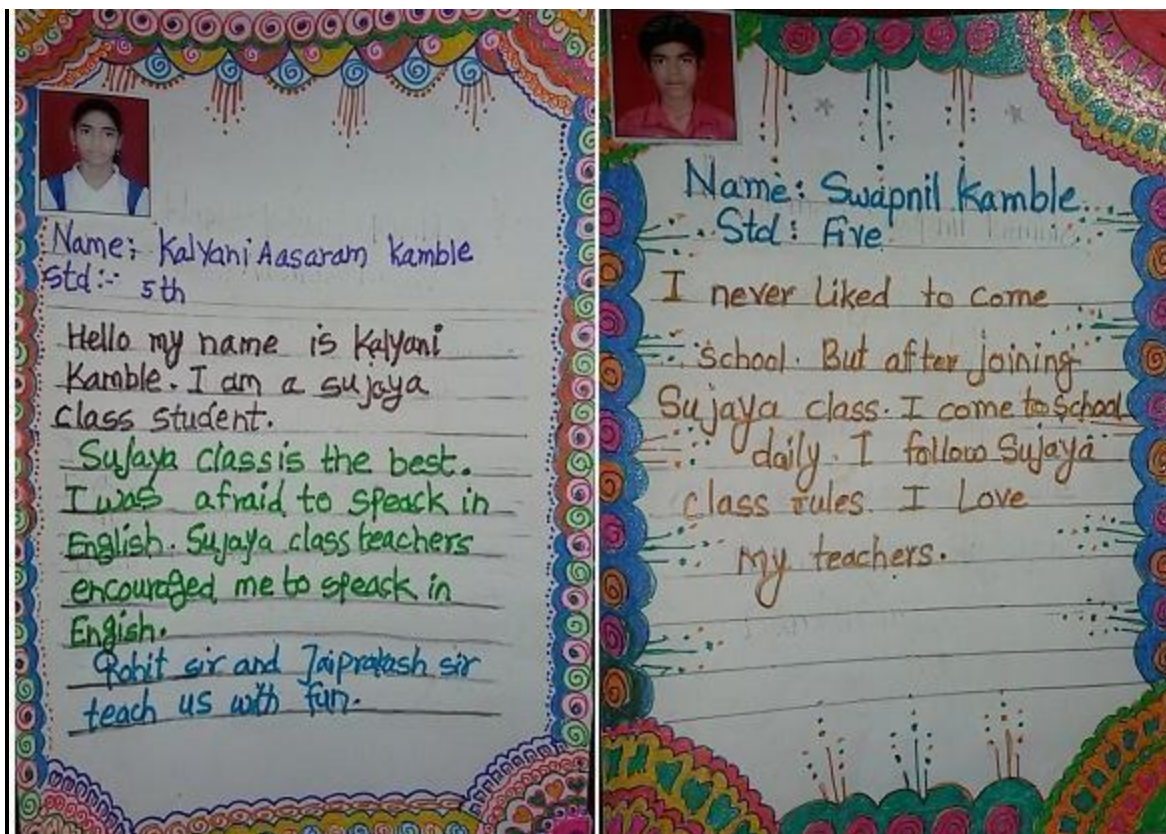 Name: Kalyani Aasaram Kamble
Std:- 5th
Hello my name is Kalyani
Kamble. I am a sujaya
class student.
Sujaya class is the best.
I was afraid to speack in
English. Sujaya class teachers
encouraged me to speack in
Engish.
Rohit sir and Jaiprakash sir
teach us with fun.
Name: Swapnil Kamble
Std: Five
I never liked to come
school. But after joining
Sujaya class. I come to school
daily. I follow Sujaya
class rules. I Love
my teachers.